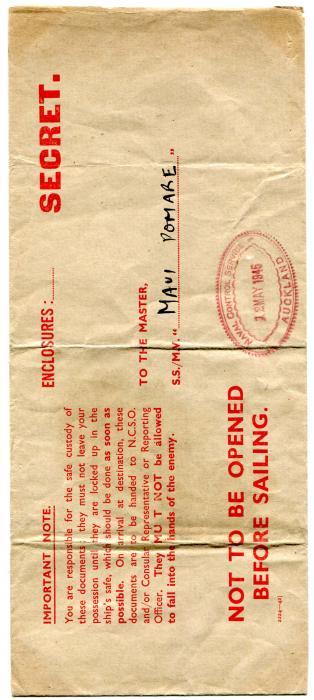 SECRET.
IMPORTANT NOTE.
You are responsible for the safe custody of
these documents; they must not leave your
possession until they are locked up in the
ship's safe, which should be done as soon as
possible. On arrival at destination, these
documents are to be handed to N.C.S.O.
and/or Consular Representative or Reporting
Officer. They MUST NOT be allowed
to fall into the hands of the enemy.
ENCLOSURES :
TO THE MASTER,
S.S./M.V. " MAUI POMARE "
NOT TO BE OPENED
BEFORE SAILING.
NAVAL CONTROL SERVICE
MAY 1945
AUCKLAND